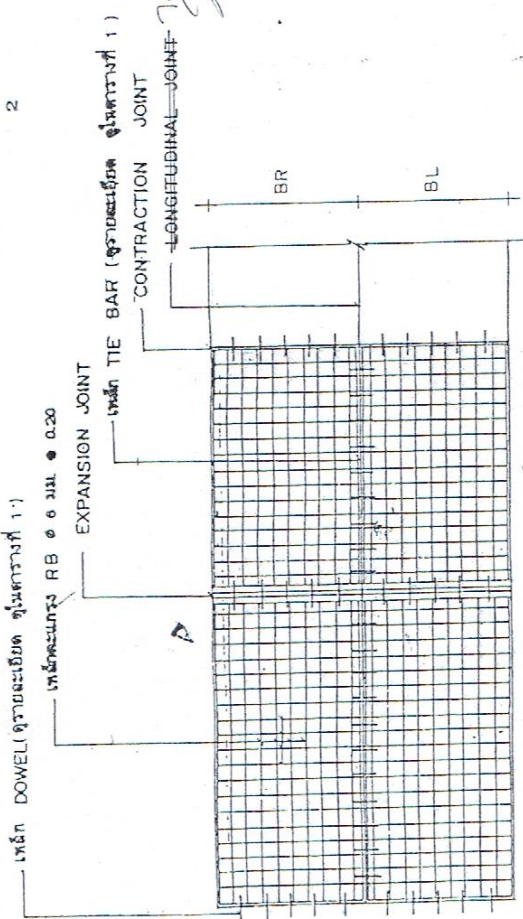 2
เหล็ก DOWEL (ดูรายละเอียด ดูในตารางที่ 1)
เหล็กตะแกรง RB Ø 6 มม. @ 0.20
EXPANSION JOINT
เหล็ก TIE BAR (ดูรายละเอียด ดูในตารางที่ 1)
CONTRACTION JOINT
LONGITUDINAL JOINT
BR
BL